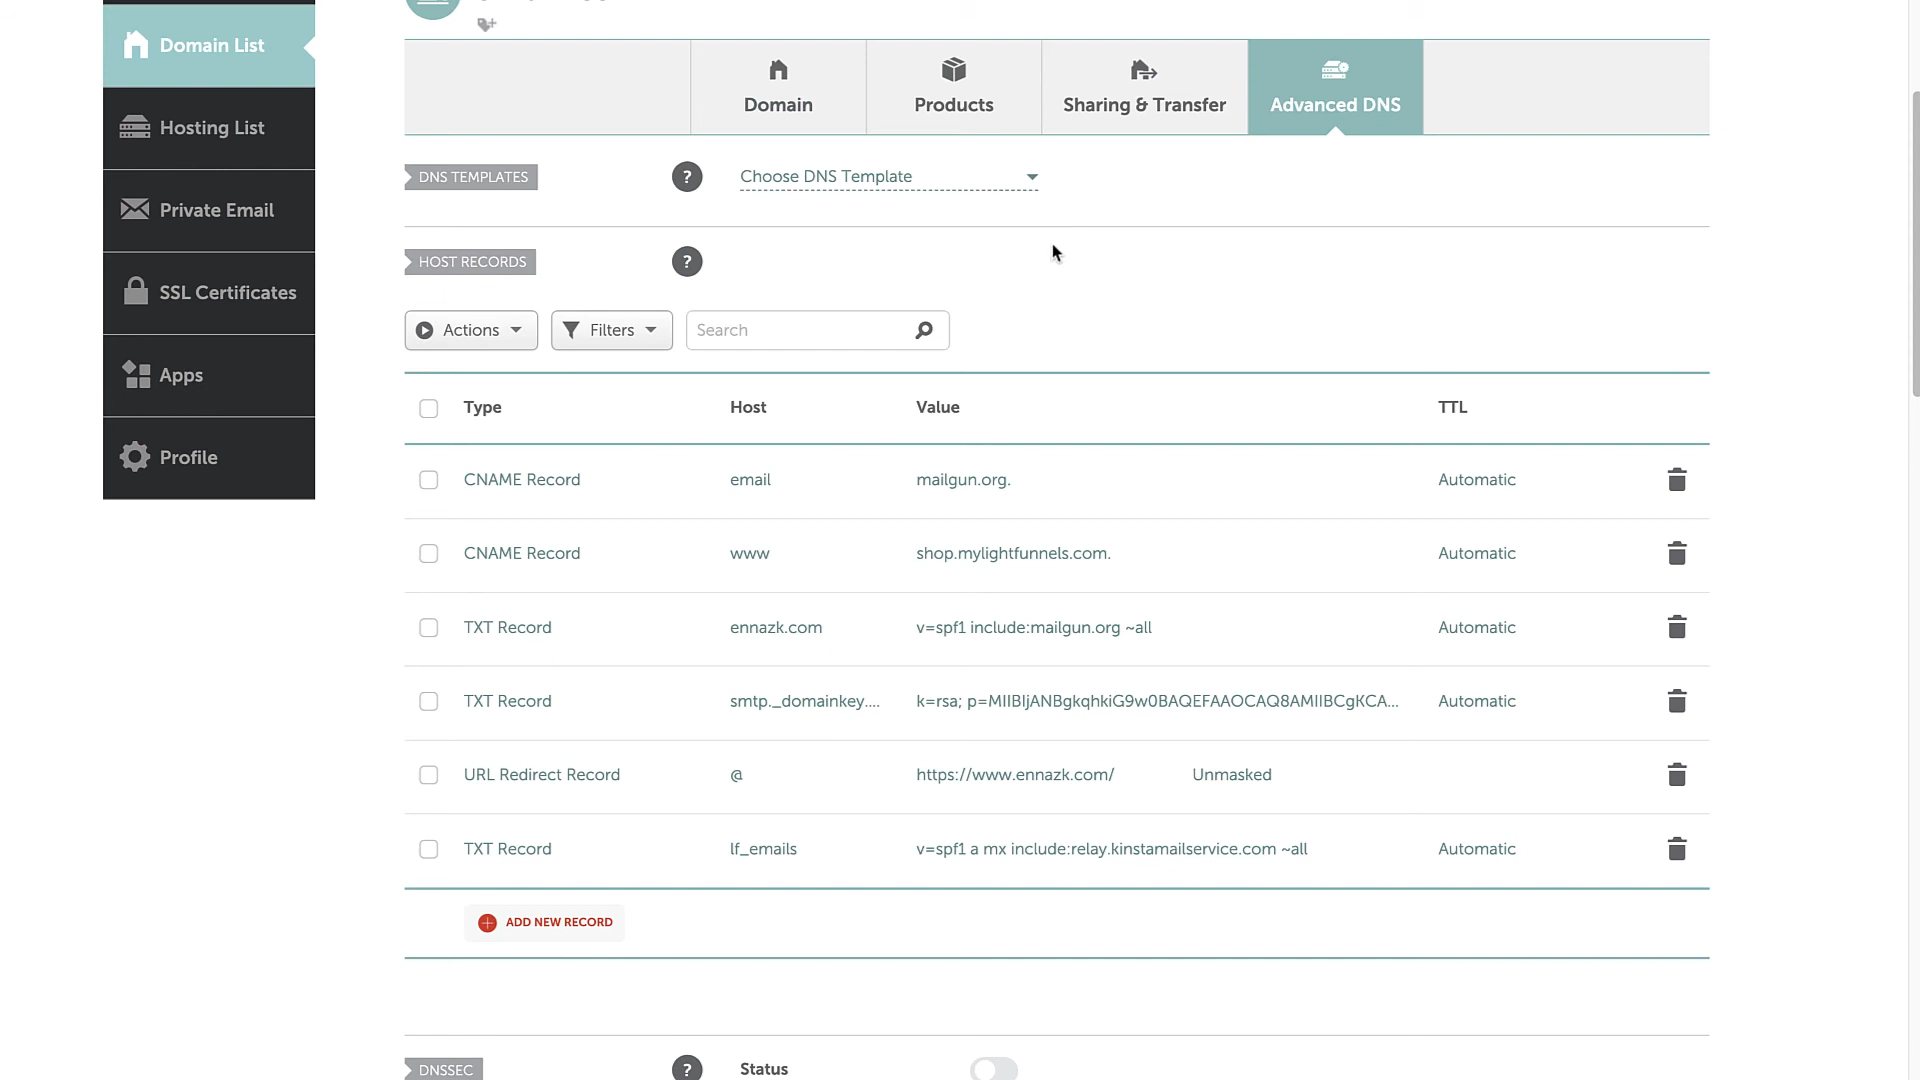 Domain List
Hosting List
Private Email
SSL Certificates
Apps
Profile
Domain
Products
Sharing & Transfer
Advanced DNS
DNS TEMPLATES ? Choose DNS Template
HOST RECORDS ?
Actions Filters Search
Type Host Value TTL
CNAME Record email mailgun.org. Automatic
CNAME Record www shop.mylightfunnels.com. Automatic
TXT Record ennazk.com v=spf1 include:mailgun.org ~all Automatic
TXT Record smtp._domainkey.... k=rsa; p=MIIBIjANBgkqhkiG9w0BAQEFAAOCAQ8AMIIBCgKCA... Automatic
URL Redirect Record @ https://www.ennazk.com/ Unmasked
TXT Record lf_emails v=spf1 a mx include:relay.kinstamailservice.com ~all Automatic
ADD NEW RECORD
DNSSEC ? Status